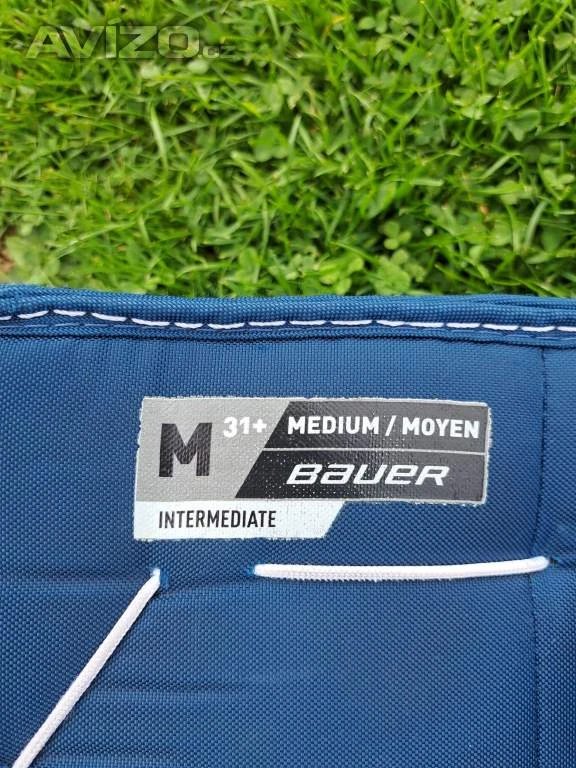 AVIZO.cz
M 31+ MEDIUM / MOYEN
BAUER
INTERMEDIATE